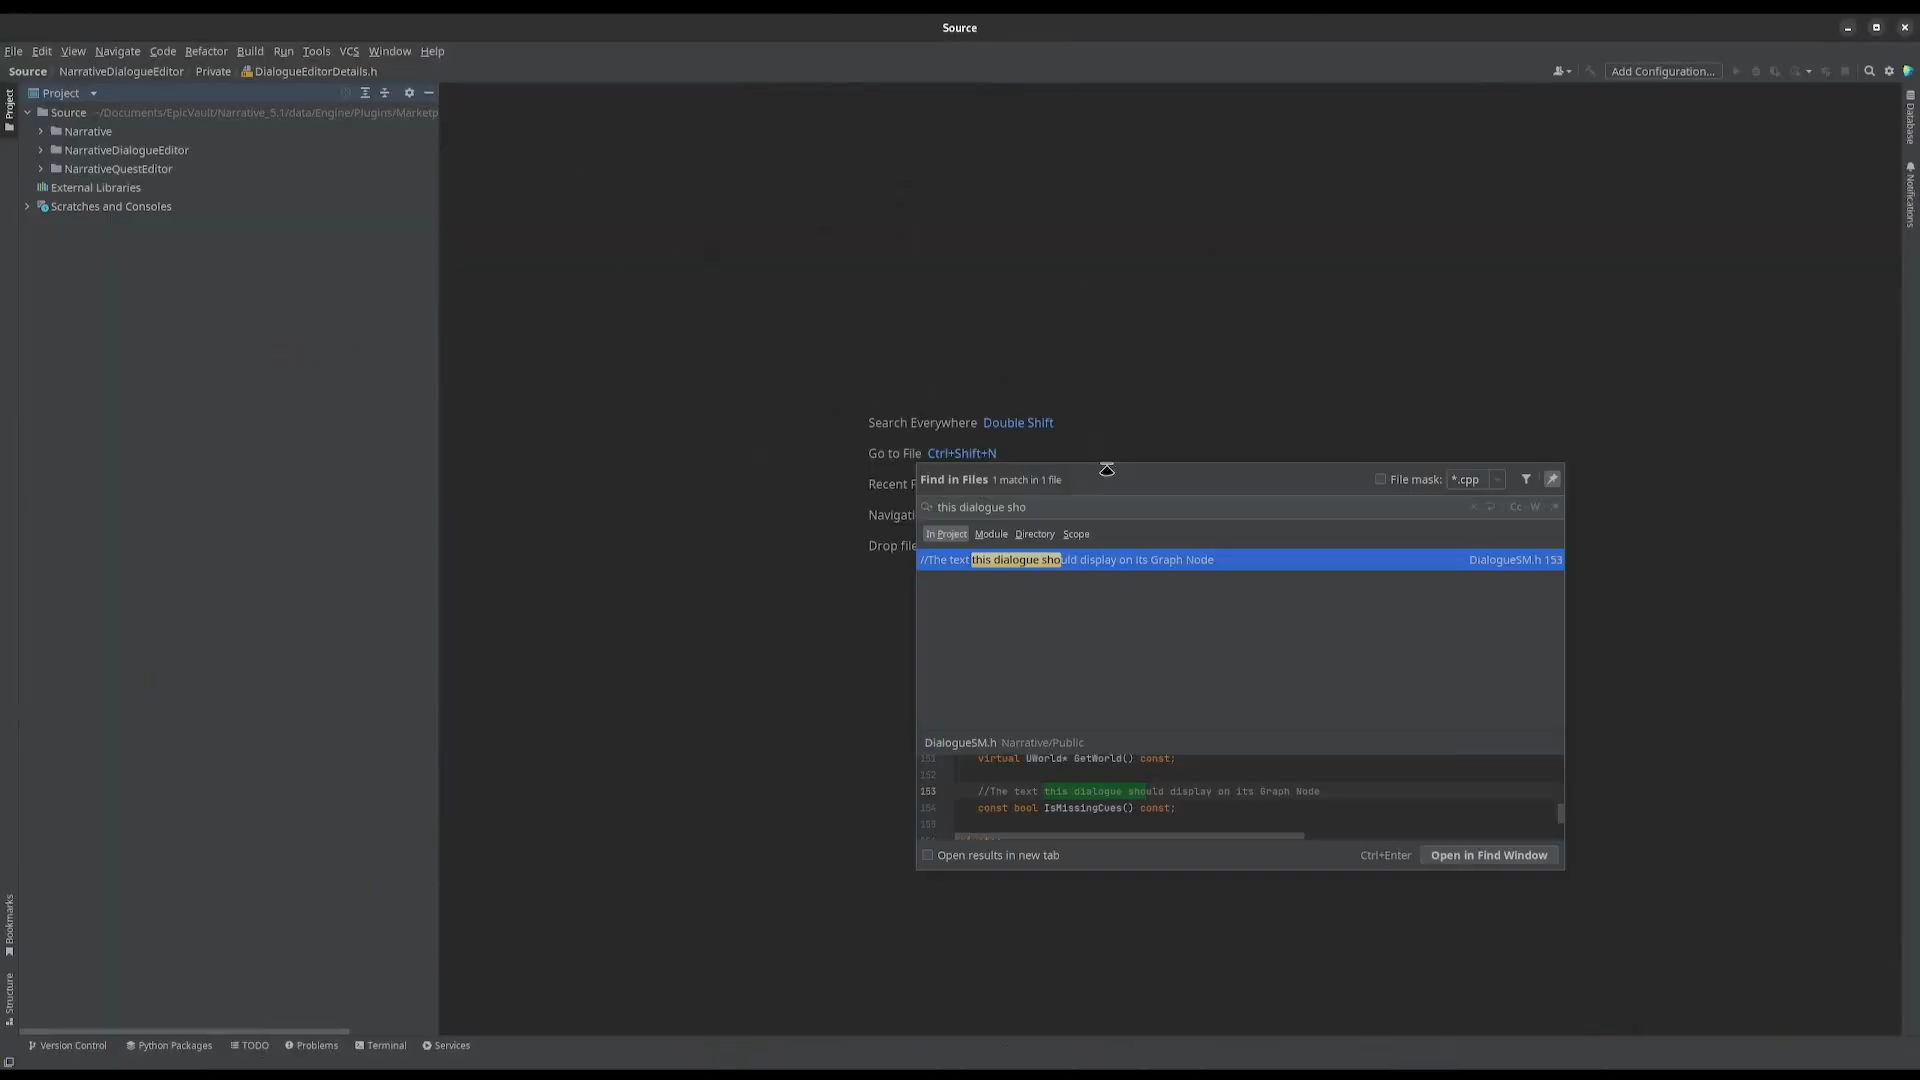 Source
File Edit View Navigate Code Refactor Build Run Tools VCS Window Help
Source NarrativeDialogueEditor Private DialogueEditorDetails.h
Add Configuration...
Project
Project
Source ~/Documents/EpicVault/Narrative_5.1/data/Engine/Plugins/Marketp
Narrative
NarrativeDialogueEditor
NarrativeQuestEditor
External Libraries
Scratches and Consoles
Database
Notifications
Search Everywhere Double Shift
Go to File Ctrl+Shift+N
Recent F
Navigati
Drop file
Find in Files 1 match in 1 file
File mask: *.cpp
this dialogue sho
Cc W .*
In Project Module Directory Scope
//The text this dialogue should display on its Graph Node DialogueSM.h 153
DialogueSM.h Narrative/Public
151 virtual UWorld* GetWorld() const;
152
153 //The text this dialogue should display on its Graph Node
154 const bool IsMissingCues() const;
155
Open results in new tab
Ctrl+Enter Open in Find Window
Bookmarks
Structure
Version Control Python Packages TODO Problems Terminal Services